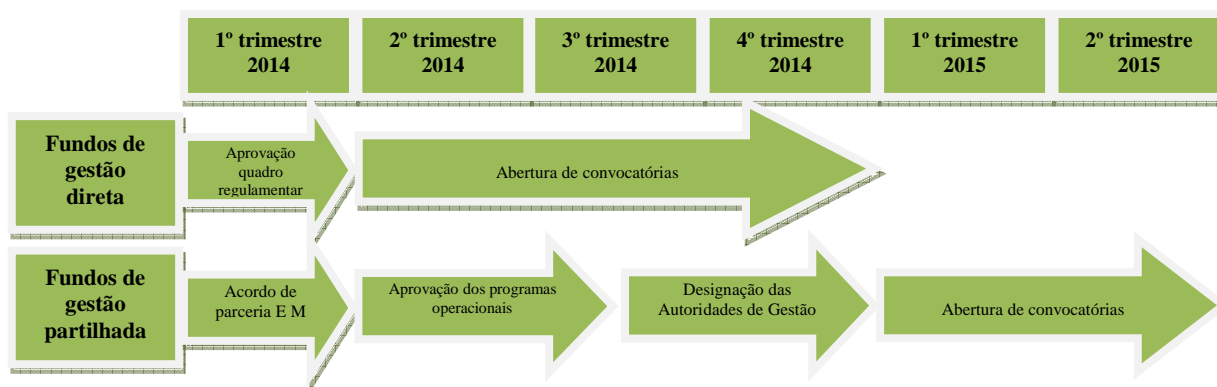 1º trimestre
2014
2º trimestre
2014
3º trimestre
2014
4º trimestre
2014
1º trimestre
2015
2º trimestre
2015
Fundos de
gestão
direta
Aprovação
quadro
regulamentar
Abertura de convocatórias
Fundos de
gestão
partilhada
Acordo de
parceria E M
Aprovação dos programas
operacionais
Designação das
Autoridades de Gestão
Abertura de convocatórias